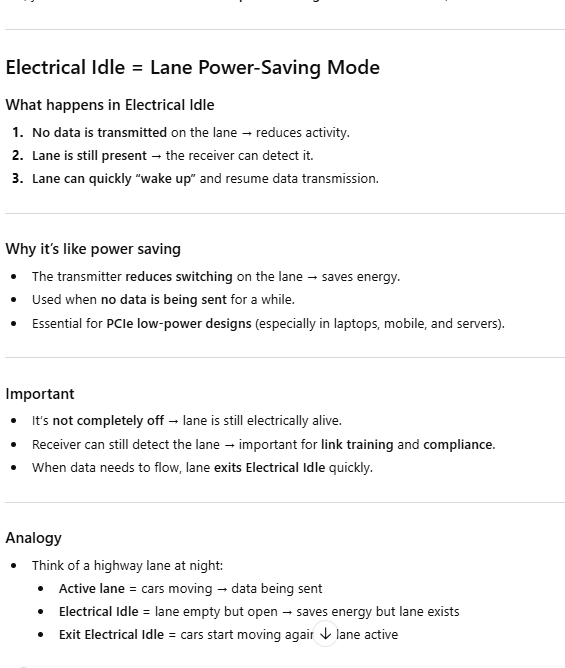 Electrical Idle = Lane Power-Saving Mode
What happens in Electrical Idle
1. No data is transmitted on the lane → reduces activity.
2. Lane is still present → the receiver can detect it.
3. Lane can quickly “wake up” and resume data transmission.
Why it’s like power saving
• The transmitter reduces switching on the lane → saves energy.
• Used when no data is being sent for a while.
• Essential for PCIe low-power designs (especially in laptops, mobile, and servers).
Important
• It’s not completely off → lane is still electrically alive.
• Receiver can still detect the lane → important for link training and compliance.
• When data needs to flow, lane exits Electrical Idle quickly.
Analogy
• Think of a highway lane at night:
• Active lane = cars moving → data being sent
• Electrical Idle = lane empty but open → saves energy but lane exists
• Exit Electrical Idle = cars start moving again lane active